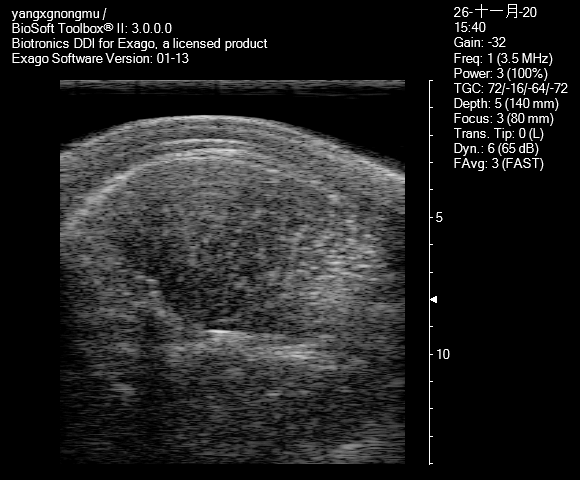 yangxgnongmu /
BioSoft Toolbox® II: 3.0.0.0
Biotronics DDI for Exago, a licensed product
Exago Software Version: 01-13
26-十一月-20
15:40
Gain: -32
Freq: 1 (3.5 MHz)
Power: 3 (100%)
TGC: 72/-16/-64/-72
Depth: 5 (140 mm)
Focus: 3 (80 mm)
Trans. Tip: 0 (L)
Dyn.: 6 (65 dB)
FAvg: 3 (FAST)
5
10